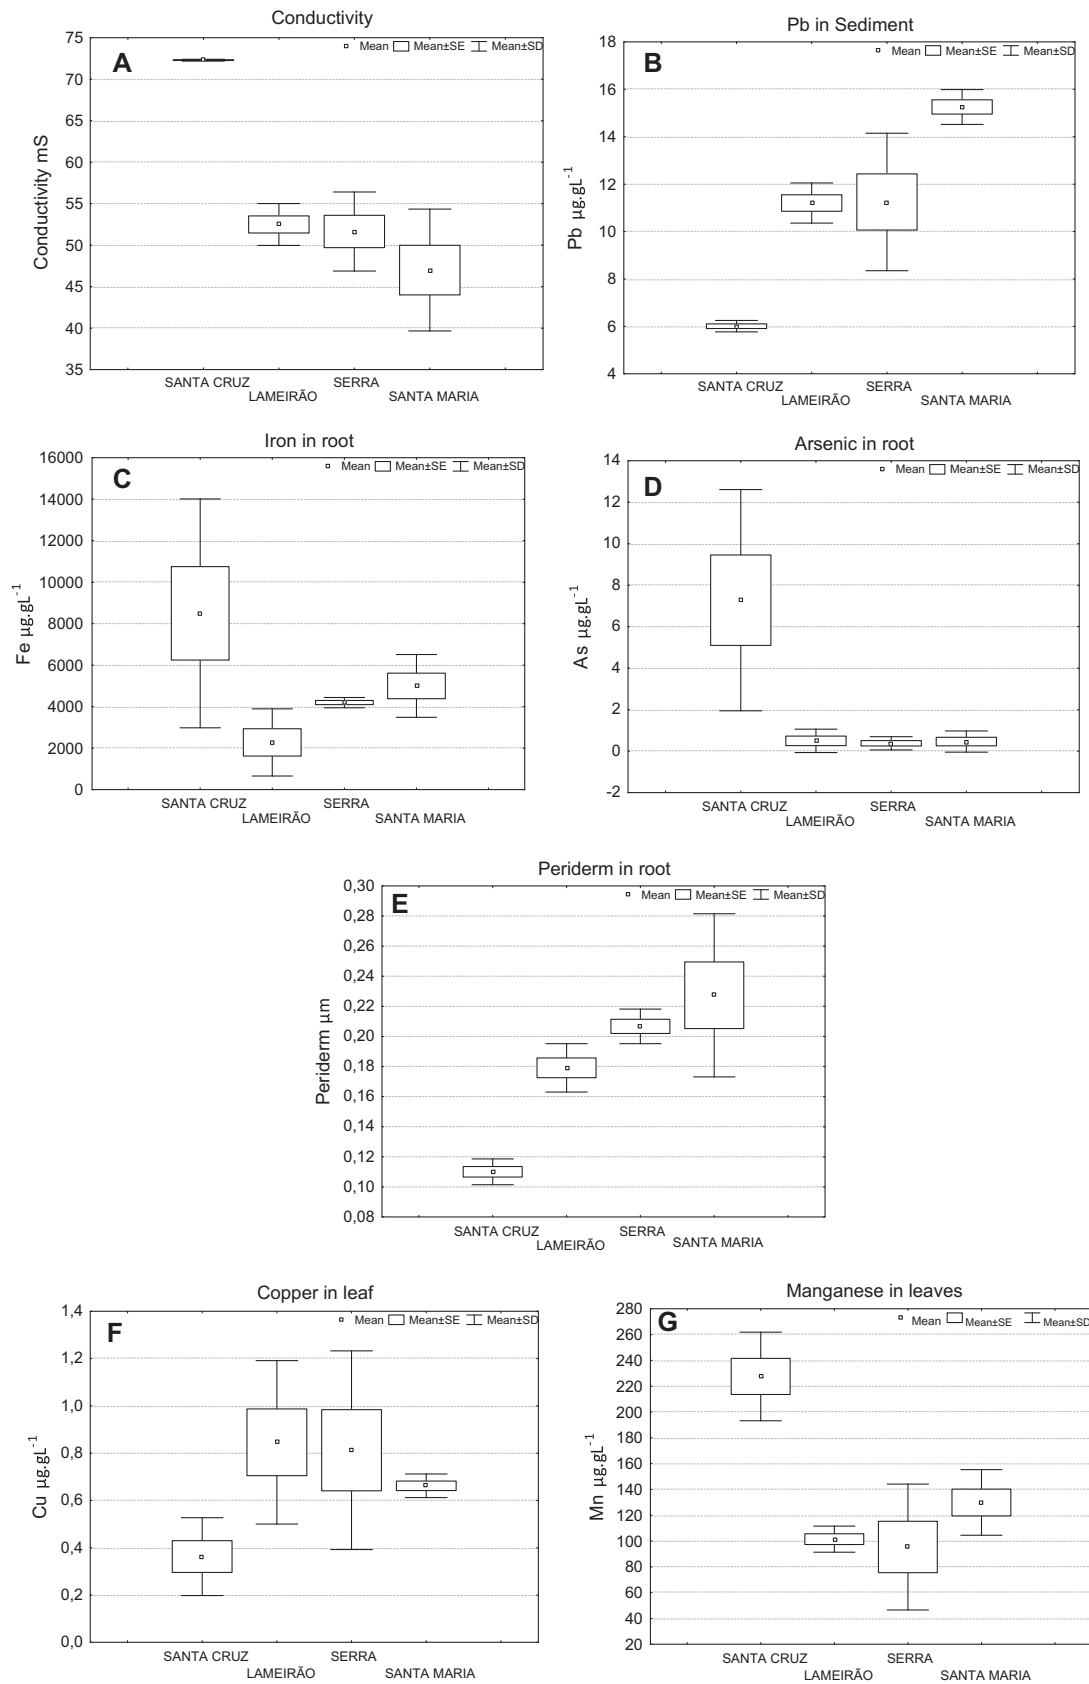 Conductivity
A
Mean Mean±SE Mean±SD
75
70
65
60
55
50
45
40
35
Conductivity mS
SANTA CRUZ SERRA
LAMEIRÃO SANTA MARIA
Pb in Sediment
B
Mean Mean±SE Mean±SD
18
16
14
12
10
8
6
4
Pb µg.gL⁻¹
SANTA CRUZ SERRA
LAMEIRÃO SANTA MARIA
Iron in root
C
Mean Mean±SE Mean±SD
16000
14000
12000
10000
8000
6000
4000
2000
0
Fe µg.gL⁻¹
SANTA CRUZ SERRA
LAMEIRÃO SANTA MARIA
Arsenic in root
D
Mean Mean±SE Mean±SD
14
12
10
8
6
4
2
0
-2
As µg.gL⁻¹
SANTA CRUZ SERRA
LAMEIRÃO SANTA MARIA
Periderm in root
E
Mean Mean±SE Mean±SD
0,30
0,28
0,26
0,24
0,22
0,20
0,18
0,16
0,14
0,12
0,10
0,08
Periderm µm
SANTA CRUZ SERRA
LAMEIRÃO SANTA MARIA
Copper in leaf
F
Mean Mean±SE Mean±SD
1,4
1,2
1,0
0,8
0,6
0,4
0,2
0,0
Cu µg.gL⁻¹
SANTA CRUZ SERRA
LAMEIRÃO SANTA MARIA
Manganese in leaves
G
Mean Mean±SE Mean±SD
280
260
240
220
200
180
160
140
120
100
80
60
40
20
Mn µg.gL⁻¹
SANTA CRUZ SERRA
LAMEIRÃO SANTA MARIA